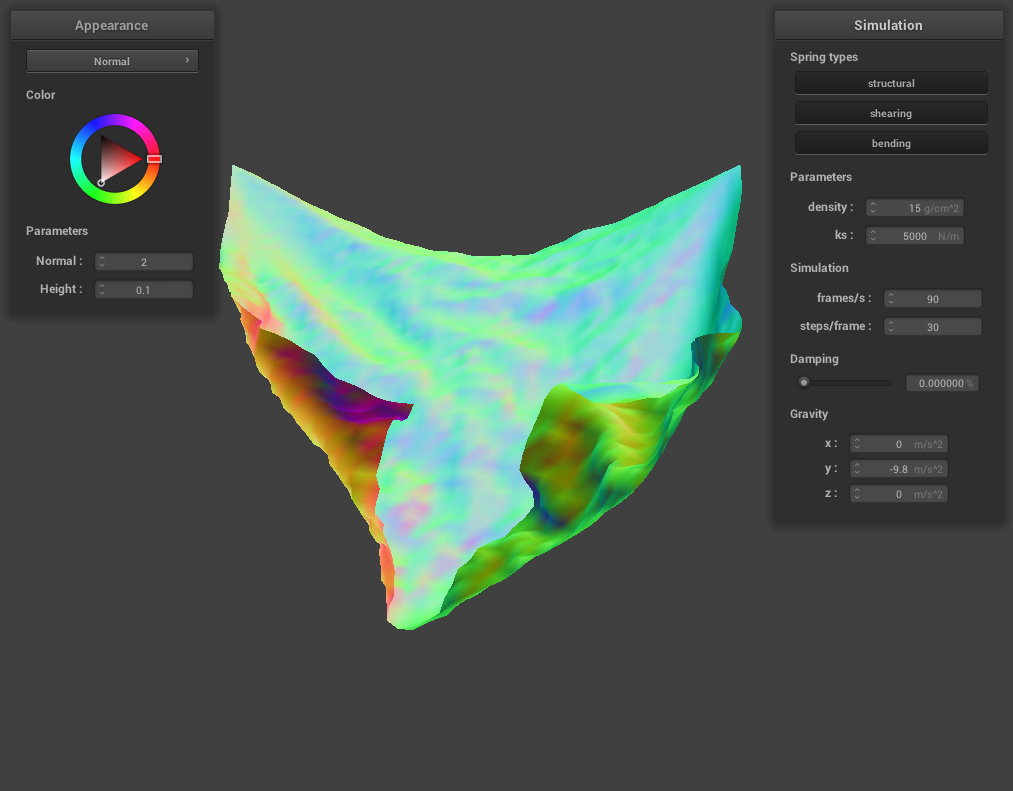 Appearance
Normal
Color
Parameters
Normal : 2
Height : 0.1
Simulation
Spring types
structural
shearing
bending
Parameters
density : 15 g/cm^2
ks : 5000 N/m
Simulation
frames/s : 90
steps/frame : 30
Damping
0.000000 %
Gravity
x : 0 m/s^2
y : -9.8 m/s^2
z : 0 m/s^2